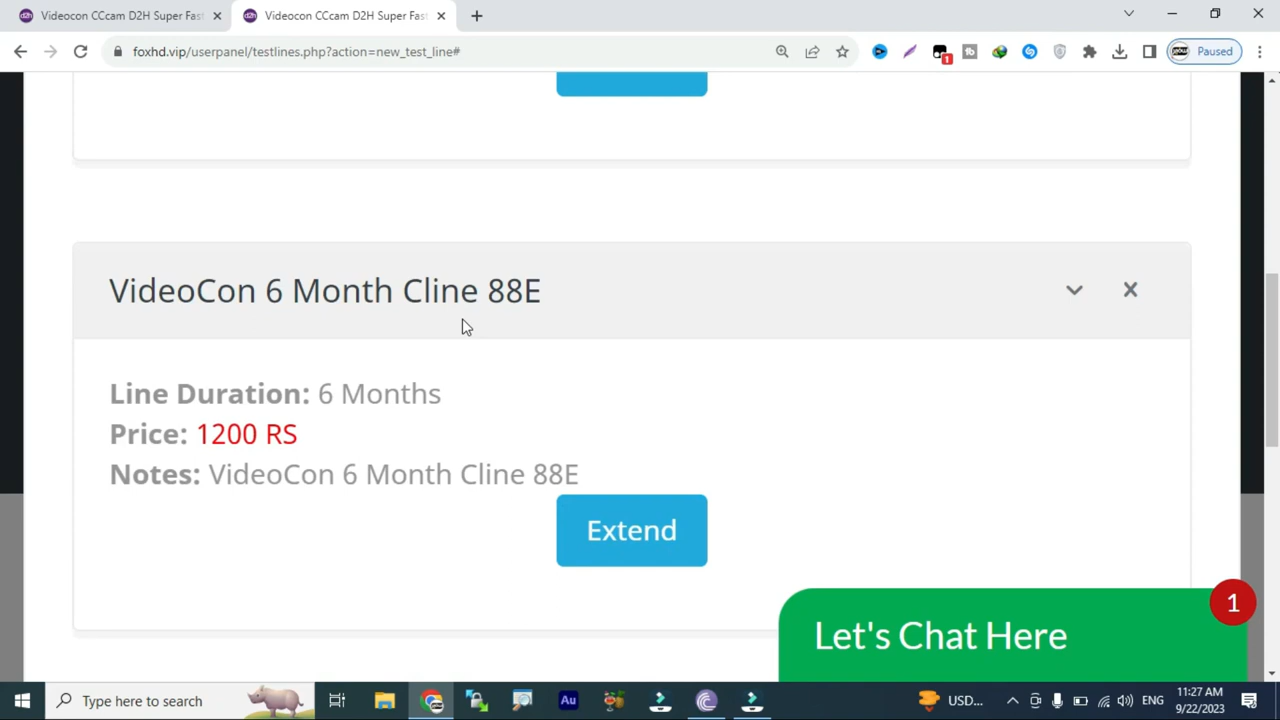 Videocon CCcam D2H Super Fast
Videocon CCcam D2H Super Fast
foxhd.vip/userpanel/testlines.php?action=new_test_line#
1
Paused
VideoCon 6 Month Cline 88E
Line Duration: 6 Months
Price: 1200 RS
Notes: VideoCon 6 Month Cline 88E
Extend
1
Let's Chat Here
Type here to search
Au
USD...
ENG
11:27 AM
9/22/2023